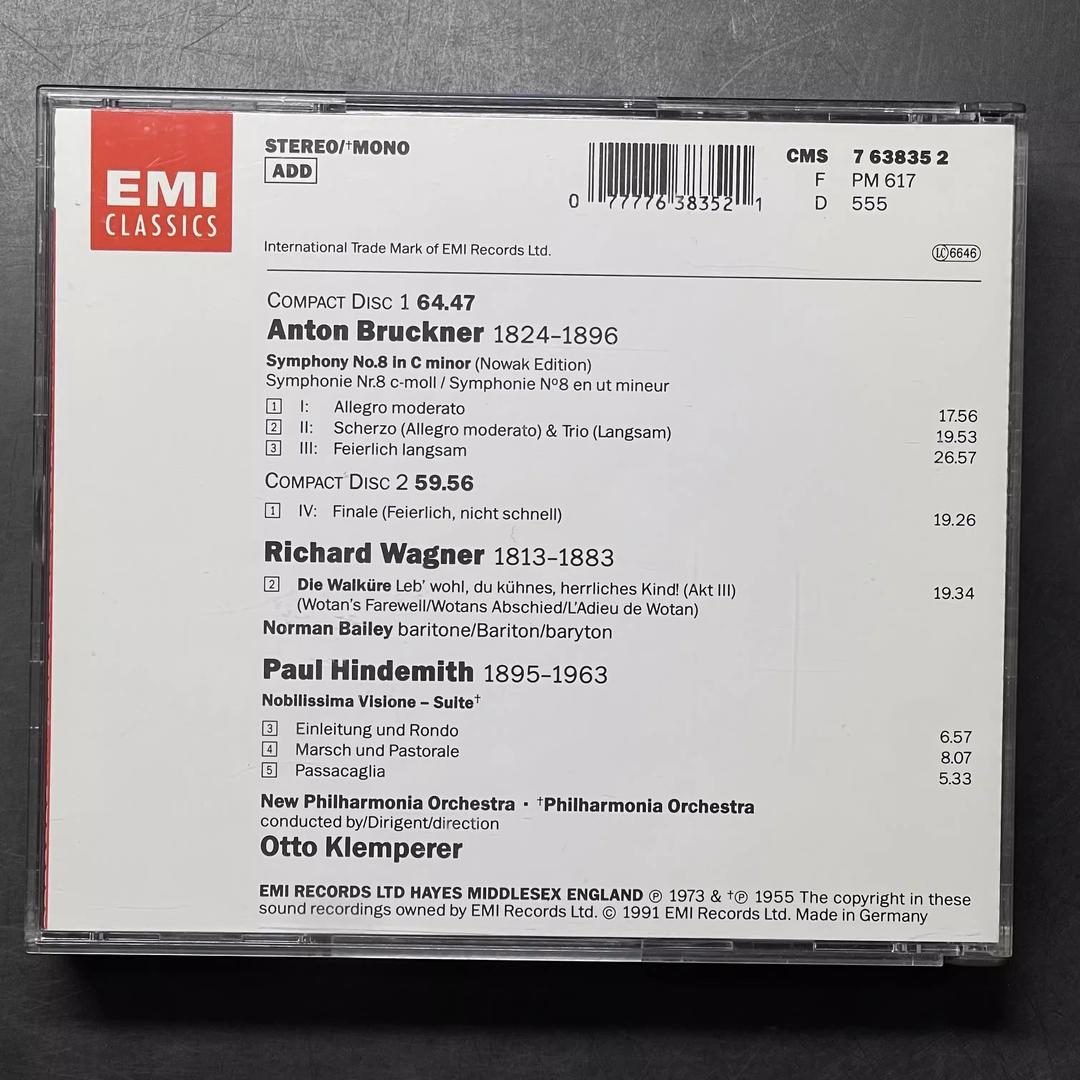 EMI
CLASSICS
STEREO/†MONO
ADD
0 77776 38352 1
CMS 7 63835 2
F PM 617
D 555
International Trade Mark of EMI Records Ltd.
LC 6646
COMPACT DISC 1 64.47
Anton Bruckner 1824–1896
Symphony No.8 in C minor (Nowak Edition)
Symphonie Nr.8 c-moll / Symphonie Nº8 en ut mineur
1 I: Allegro moderato 17.56
2 II: Scherzo (Allegro moderato) & Trio (Langsam) 19.53
3 III: Feierlich langsam 26.57
COMPACT DISC 2 59.56
1 IV: Finale (Feierlich, nicht schnell) 19.26
Richard Wagner 1813–1883
2 Die Walküre Leb' wohl, du kühnes, herrliches Kind! (Akt III) 19.34
(Wotan's Farewell/Wotans Abschied/L'Adieu de Wotan)
Norman Bailey baritone/Bariton/baryton
Paul Hindemith 1895–1963
Nobilissima Visione – Suite†
3 Einleitung und Rondo 6.57
4 Marsch und Pastorale 8.07
5 Passacaglia 5.33
New Philharmonia Orchestra · †Philharmonia Orchestra
conducted by/Dirigent/direction
Otto Klemperer
EMI RECORDS LTD HAYES MIDDLESEX ENGLAND ℗ 1973 & †℗ 1955 The copyright in these
sound recordings owned by EMI Records Ltd. © 1991 EMI Records Ltd. Made in Germany